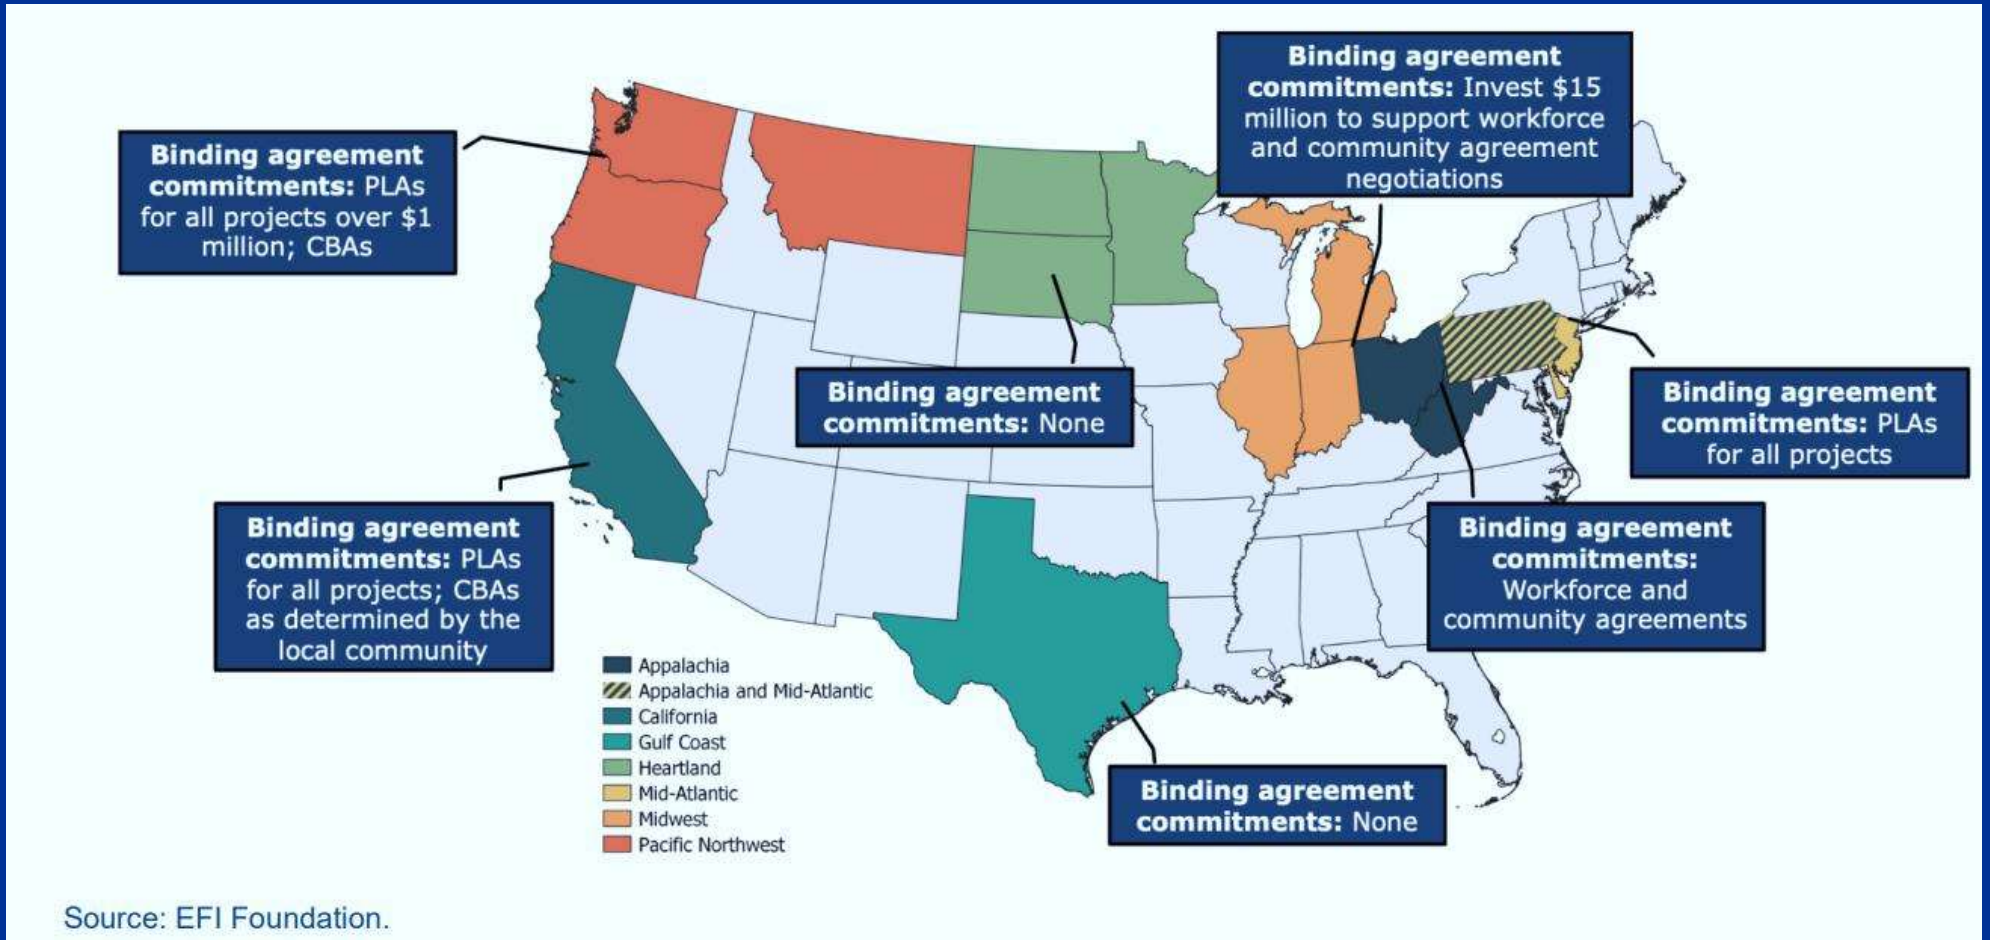 Binding agreement
commitments: Invest $15
million to support workforce
and community agreement
negotiations
Binding agreement
commitments: PLAs
for all projects over $1
million; CBAs
Binding agreement
commitments: None
Binding agreement
commitments: PLAs
for all projects
Binding agreement
commitments: PLAs
for all projects; CBAs
as determined by the
local community
Binding agreement
commitments:
Workforce and
community agreements
Appalachia
Appalachia and Mid-Atlantic
California
Gulf Coast
Heartland
Mid-Atlantic
Midwest
Pacific Northwest
Binding agreement
commitments: None
Source: EFI Foundation.